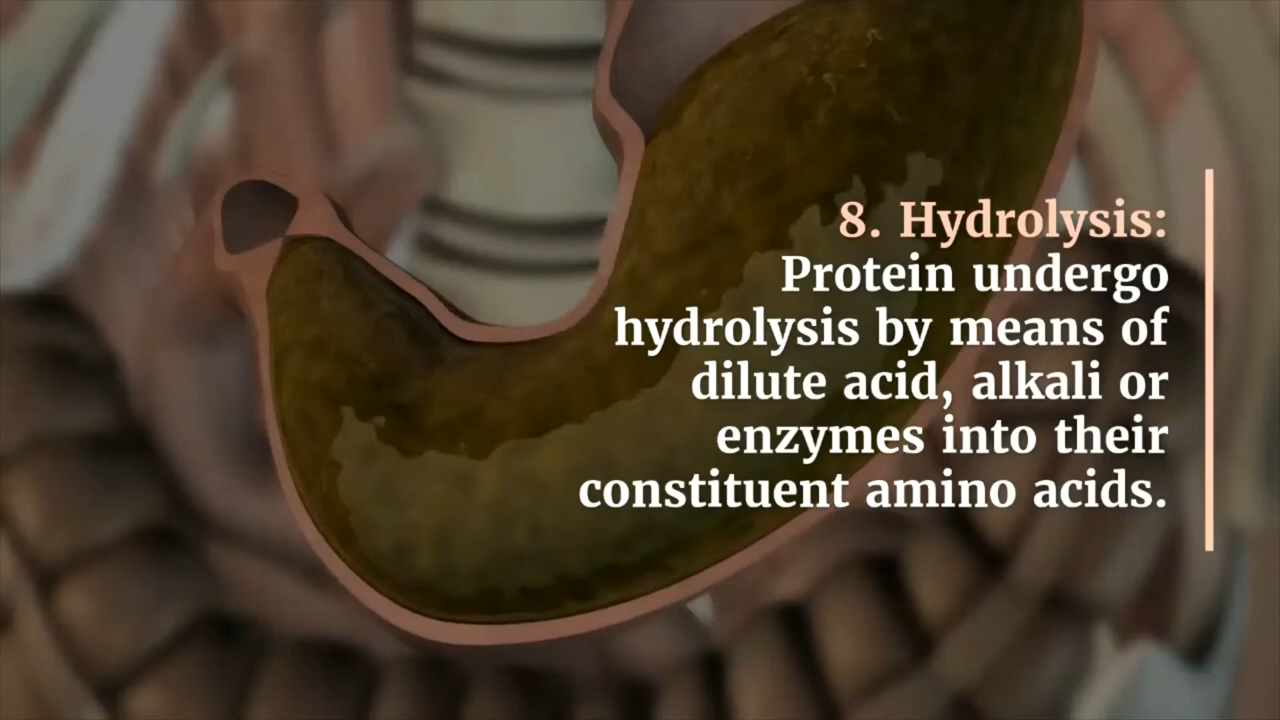 8. Hydrolysis:
Protein undergo
hydrolysis by means of
dilute acid, alkali or
enzymes into their
constituent amino acids.